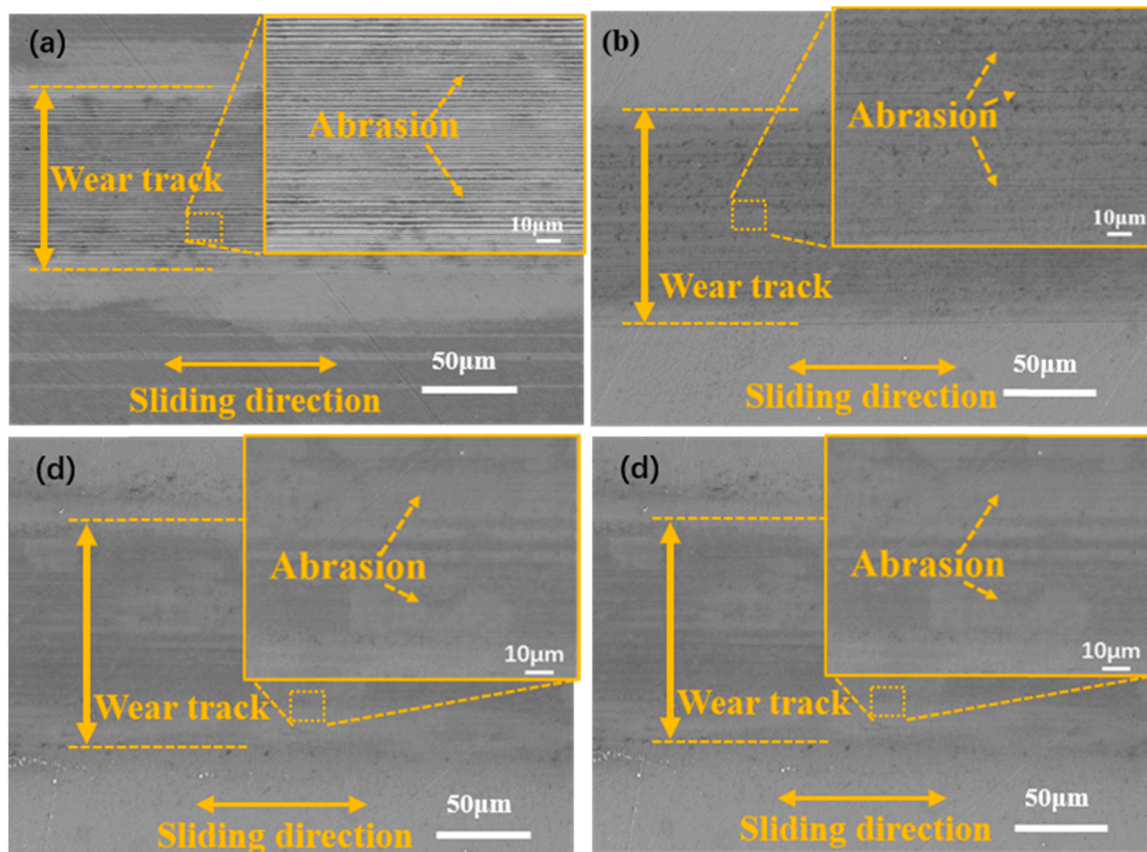 (a)
Abrasion
Wear track
10μm
50μm
Sliding direction
(b)
Abrasion
Wear track
10μm
50μm
Sliding direction
(d)
Abrasion
10μm
Wear track
50μm
Sliding direction
(d)
Abrasion
10μm
Wear track
50μm
Sliding direction